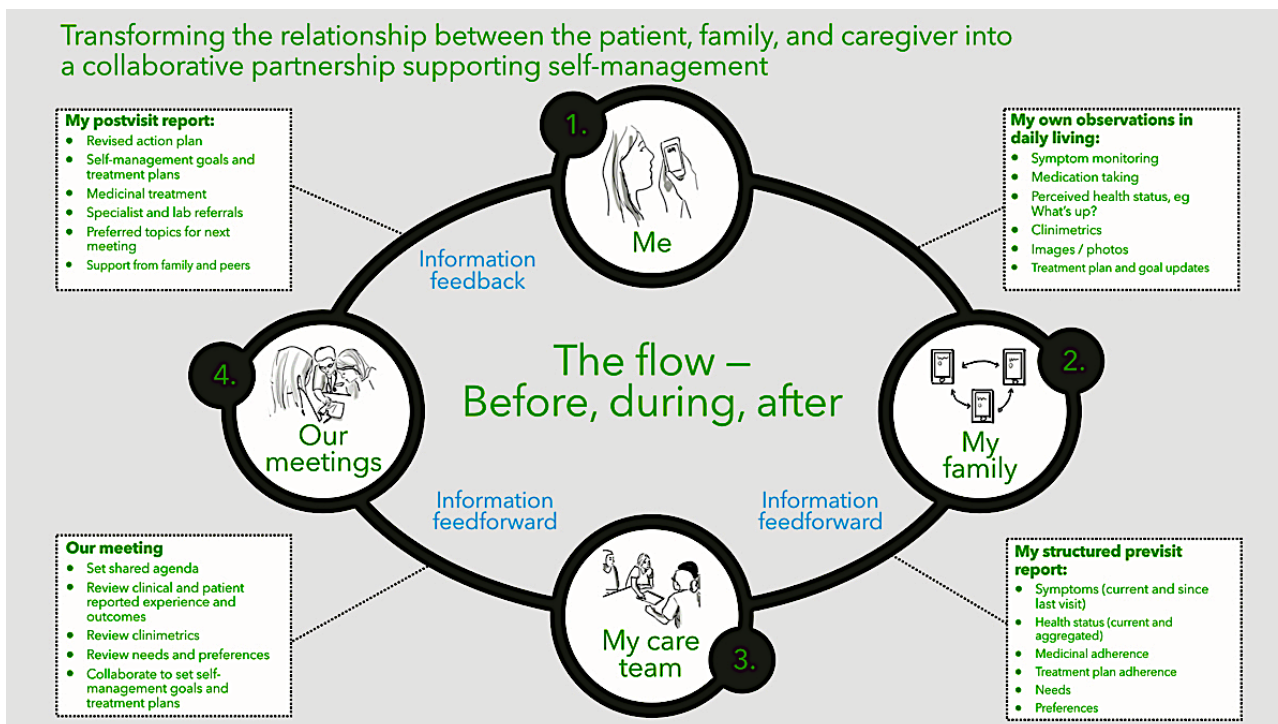 Transforming the relationship between the patient, family, and caregiver into
a collaborative partnership supporting self-management
My postvisit report:
● Revised action plan
● Self-management goals and
treatment plans
● Medicinal treatment
● Specialist and lab referrals
● Preferred topics for next
meeting
● Support from family and peers
1.
Me
My own observations in
daily living:
● Symptom monitoring
● Medication taking
● Perceived health status, eg
What's up?
● Clinimetrics
● Images / photos
● Treatment plan and goal updates
Information
feedback
The flow –
Before, during, after
4.
Our
meetings
2.
My
family
Information
feedforward
Information
feedforward
Our meeting
● Set shared agenda
● Review clinical and patient
reported experience and
outcomes
● Review clinimetrics
● Review needs and preferences
● Collaborate to set self-
management goals and
treatment plans
My care
team
3.
My structured previsit
report:
● Symptoms (current and since
last visit)
● Health status (current and
aggregated)
● Medicinal adherence
● Treatment plan adherence
● Needs
● Preferences